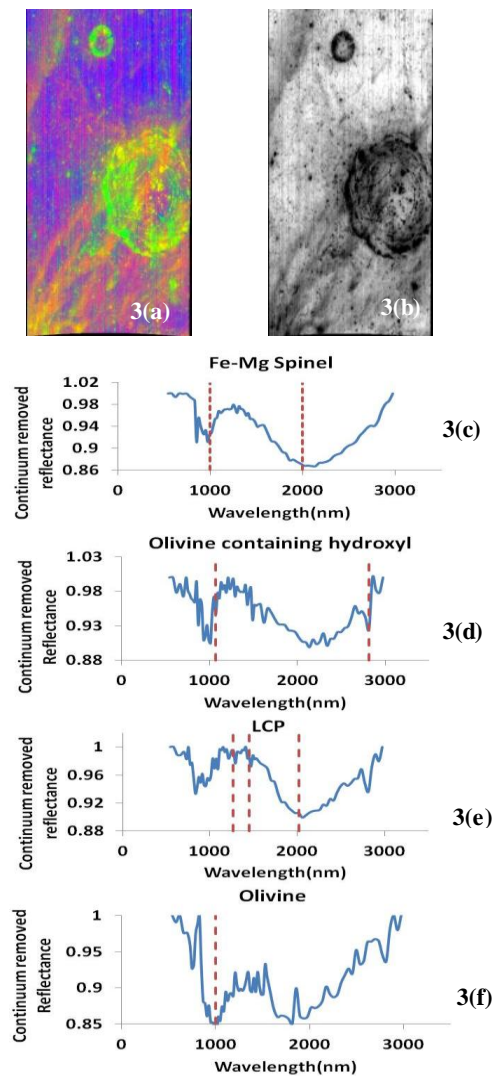 3(a) 3(b)
Fe-Mg Spinel
Continuum removed
reflectance
1.02
0.98
0.94
0.9
0.86
0 1000 2000 3000
Wavelength(nm)
3(c)
Olivine containing hydroxyl
Continuum removed
Reflectance
1.03
0.98
0.93
0.88
0 1000 2000 3000
Wavelength(nm)
3(d)
LCP
Continuum removed
reflectance
1
0.96
0.92
0.88
0 1000 2000 3000
Wavelength(nm)
3(e)
Olivine
Continuum removed
Reflectance
1
0.95
0.9
0.85
0 1000 2000 3000
Wavelength(nm)
3(f)